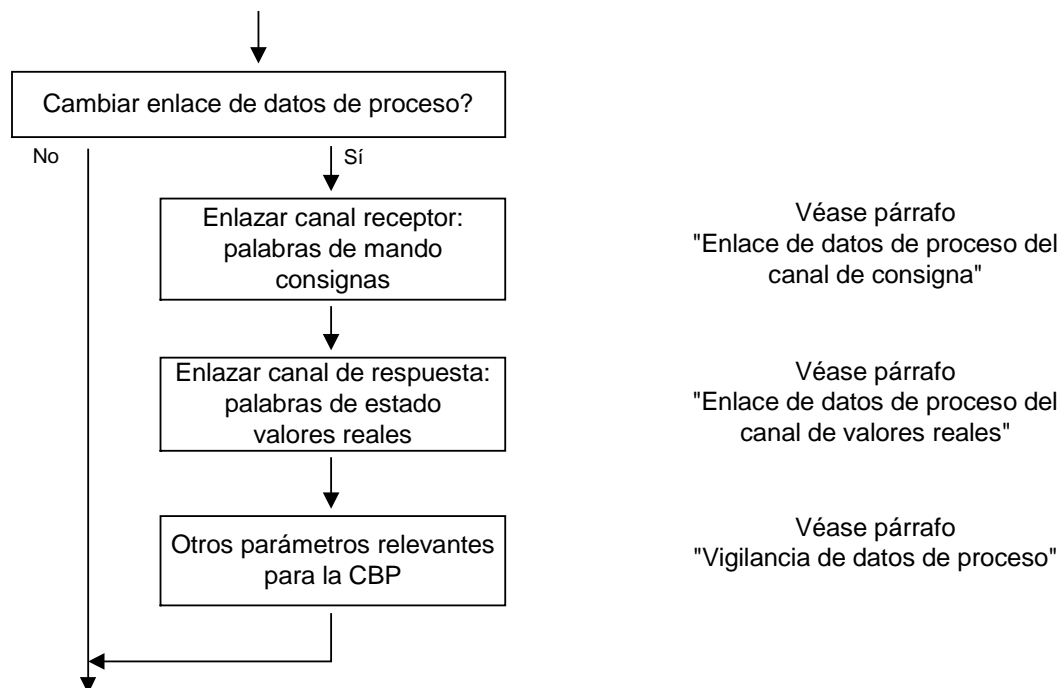 Cambiar enlace de datos de proceso?
No
Sí
Enlazar canal receptor:
palabras de mando
consignas
Véase párrafo
"Enlace de datos de proceso del
canal de consigna"
Enlazar canal de respuesta:
palabras de estado
valores reales
Véase párrafo
"Enlace de datos de proceso del
canal de valores reales"
Otros parámetros relevantes
para la CBP
Véase párrafo
"Vigilancia de datos de proceso"